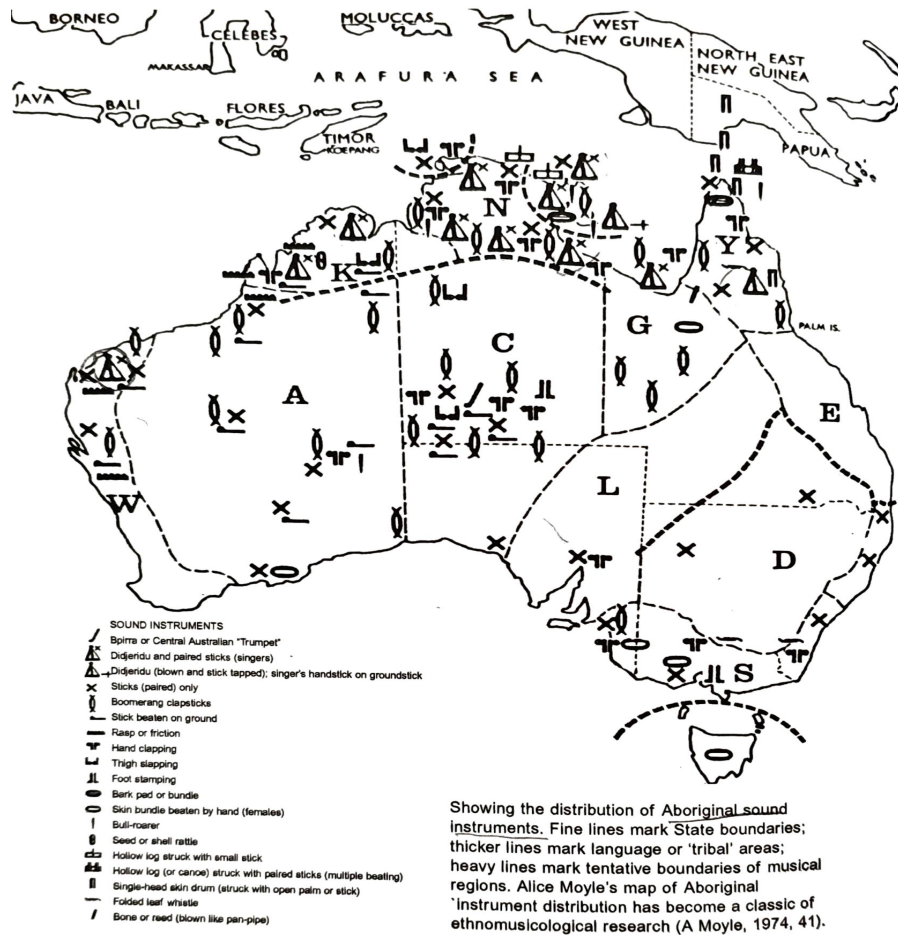 BORNEO
MOLUCCAS
CELEBES
MAKASSAR
WEST
NEW GUINEA
NORTH EAST
NEW GUINEA
ARAFURA SEA
JAVA
BALI
FLORES
TIMOR
KOEPANG
PAPUA
N
Y
K
G
PALM IS.
C
A
E
L
W
D
S
SOUND INSTRUMENTS
Bpirra or Central Australian "Trumpet"
Didjeridu and paired sticks (singers)
Didjeridu (blown and stick tapped); singer's handstick on groundstick
Sticks (paired) only
Boomerang clapsticks
Stick beaten on ground
Rasp or friction
Hand clapping
Thigh slapping
Foot stamping
Bark pad or bundle
Skin bundle beaten by hand (females)
Bull-roarer
Seed or shell rattle
Hollow log struck with small stick
Hollow log (or canoe) struck with paired sticks (multiple beating)
Single-head skin drum (struck with open palm or stick)
Folded leaf whistle
Bone or reed (blown like pan-pipe)
Showing the distribution of Aboriginal sound
instruments. Fine lines mark State boundaries;
thicker lines mark language or 'tribal' areas;
heavy lines mark tentative boundaries of musical
regions. Alice Moyle's map of Aboriginal
`instrument distribution has become a classic of
ethnomusicological research (A Moyle, 1974, 41).